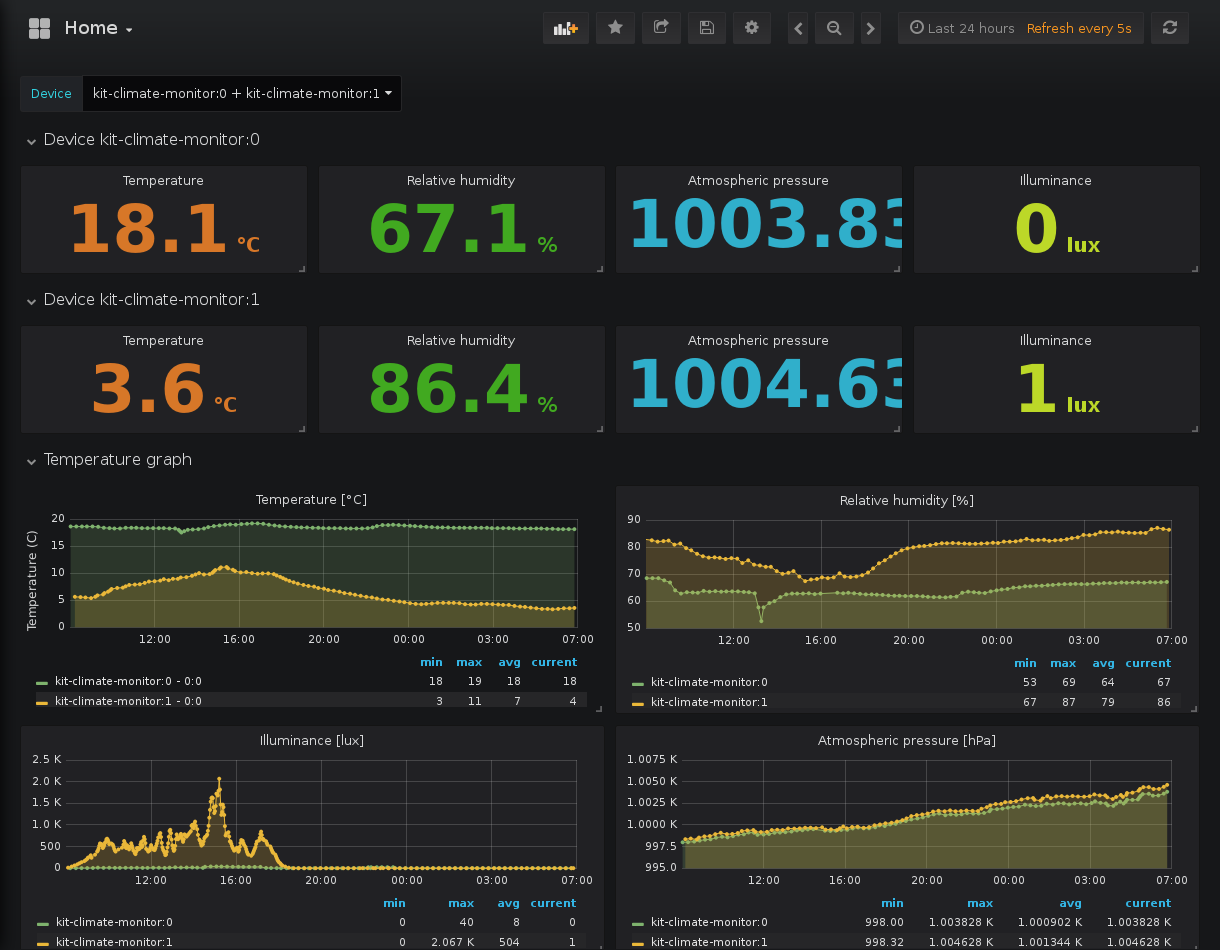 Home
Last 24 hours Refresh every 5s
Device kit-climate-monitor:0 + kit-climate-monitor:1
Device kit-climate-monitor:0
Temperature Relative humidity Atmospheric pressure Illuminance
18.1 °C 67.1 % 1003.83 0 lux
Device kit-climate-monitor:1
Temperature Relative humidity Atmospheric pressure Illuminance
3.6 °C 86.4 % 1004.63 1 lux
Temperature graph
Temperature [°C]
Temperature (C)
20
15
10
5
0
12:00 16:00 20:00 00:00 03:00 07:00
min max avg current
kit-climate-monitor:0 - 0:0 18 19 18 18
kit-climate-monitor:1 - 0:0 3 11 7 4
Relative humidity [%]
90
80
70
60
50
12:00 16:00 20:00 00:00 03:00 07:00
min max avg current
kit-climate-monitor:0 53 69 64 67
kit-climate-monitor:1 67 87 79 86
Illuminance [lux]
2.5 K
2.0 K
1.5 K
1.0 K
500
0
12:00 16:00 20:00 00:00 03:00 07:00
min max avg current
kit-climate-monitor:0 0 40 8 0
kit-climate-monitor:1 0 2.067 K 504 1
Atmospheric pressure [hPa]
1.0075 K
1.0050 K
1.0025 K
1.0000 K
997.5
995.0
12:00 16:00 20:00 00:00 03:00 07:00
min max avg current
kit-climate-monitor:0 998.00 1.003828 K 1.000902 K 1.003828 K
kit-climate-monitor:1 998.32 1.004628 K 1.001344 K 1.004628 K